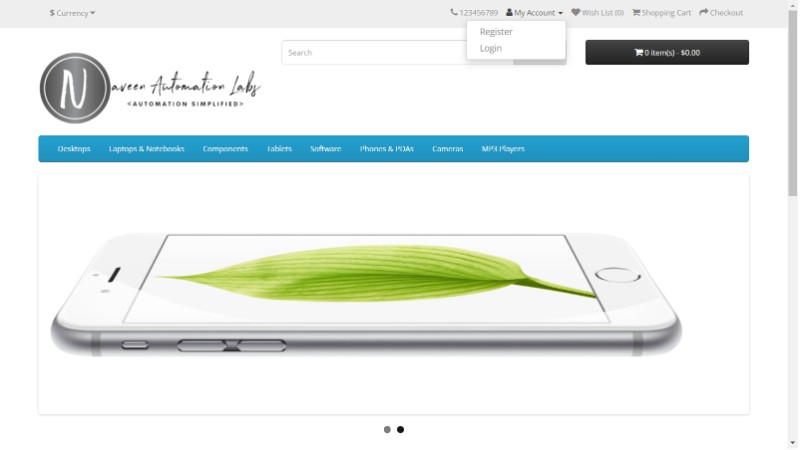 $ Currency
123456789 My Account Wish List (0) Shopping Cart Checkout
Register
Login
Search
0 item(s) - $0.00
Naveen Automation Labs
<AUTOMATION SIMPLIFIED>
Desktops Laptops & Notebooks Components Tablets Software Phones & PDAs Cameras MP3 Players